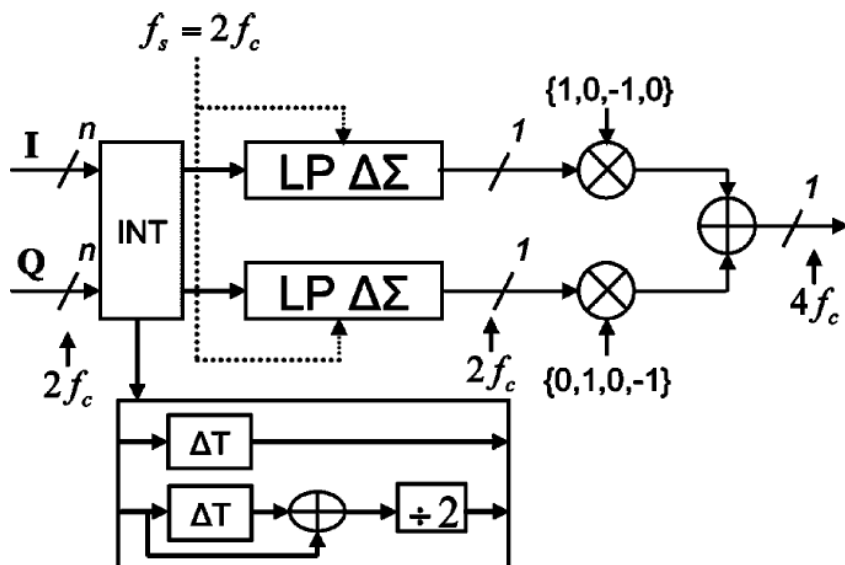 f_s = 2f_c
{1,0,-1,0}
I
n
LP ΔΣ
1
INT
1
Q
n
LP ΔΣ
1
4f_c
2f_c
2f_c
{0,1,0,-1}
ΔT
ΔT
÷2